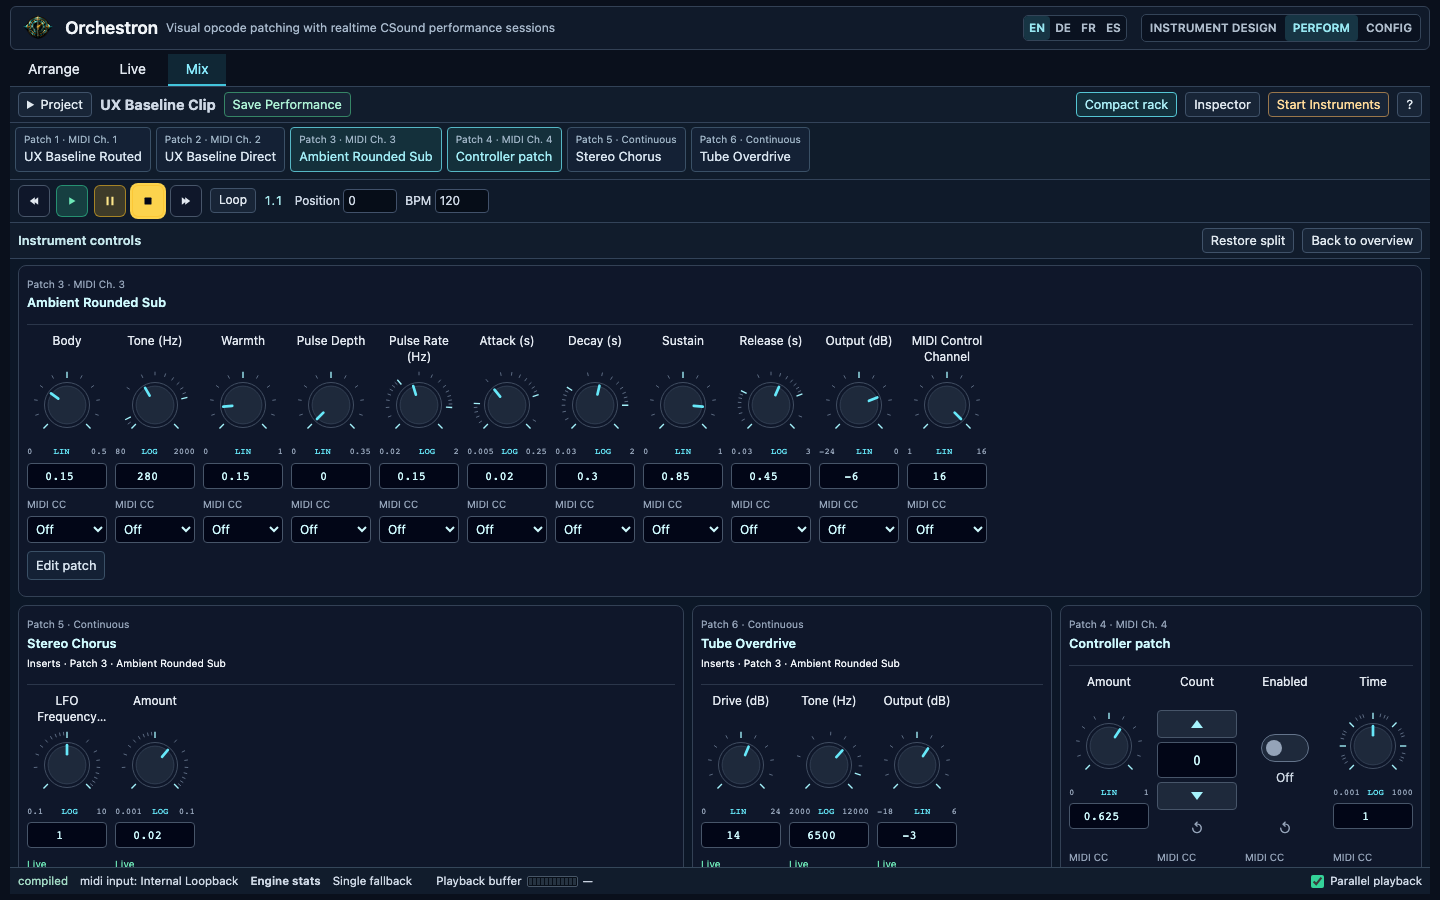 Orchestron Visual opcode patching with realtime CSound performance sessions EN DE FR ES INSTRUMENT DESIGN PERFORM CONFIG
Arrange Live Mix
Project UX Baseline Clip Save Performance Compact rack Inspector Start Instruments ?
Patch 1 · MIDI Ch. 1 Patch 2 · MIDI Ch. 2 Patch 3 · MIDI Ch. 3 Patch 4 · MIDI Ch. 4 Patch 5 · Continuous Patch 6 · Continuous
UX Baseline Routed UX Baseline Direct Ambient Rounded Sub Controller patch Stereo Chorus Tube Overdrive
Loop 1.1 Position 0 BPM 120
Instrument controls Restore split Back to overview
Patch 3 · MIDI Ch. 3
Ambient Rounded Sub
Body Tone (Hz) Warmth Pulse Depth Pulse Rate (Hz) Attack (s) Decay (s) Sustain Release (s) Output (dB) MIDI Control Channel
0 LIN 0.5 80 LOG 2000 0 LIN 1 0 LIN 0.35 0.02 LOG 2 0.005 LOG 0.25 0.03 LOG 2 0 LIN 1 0.03 LOG 3 -24 LIN 0 1 LIN 16
0.15 280 0.15 0 0.15 0.02 0.3 0.85 0.45 -6 16
MIDI CC MIDI CC MIDI CC MIDI CC MIDI CC MIDI CC MIDI CC MIDI CC MIDI CC MIDI CC MIDI CC
Off Off Off Off Off Off Off Off Off Off Off
Edit patch
Patch 5 · Continuous
Stereo Chorus
Inserts · Patch 3 · Ambient Rounded Sub
LFO Frequency... Amount
0.1 LOG 10 0.001 LOG 0.1
1 0.02
Live Live
Patch 6 · Continuous
Tube Overdrive
Inserts · Patch 3 · Ambient Rounded Sub
Drive (dB) Tone (Hz) Output (dB)
0 LIN 24 2000 LOG 12000 -18 LIN 6
14 6500 -3
Live Live Live
Patch 4 · MIDI Ch. 4
Controller patch
Amount Count Enabled Time
0
Off
0 LIN 1 0.001 LOG 1000
0.625 1
MIDI CC MIDI CC MIDI CC MIDI CC
compiled midi input: Internal Loopback Engine stats Single fallback Playback buffer — Parallel playback